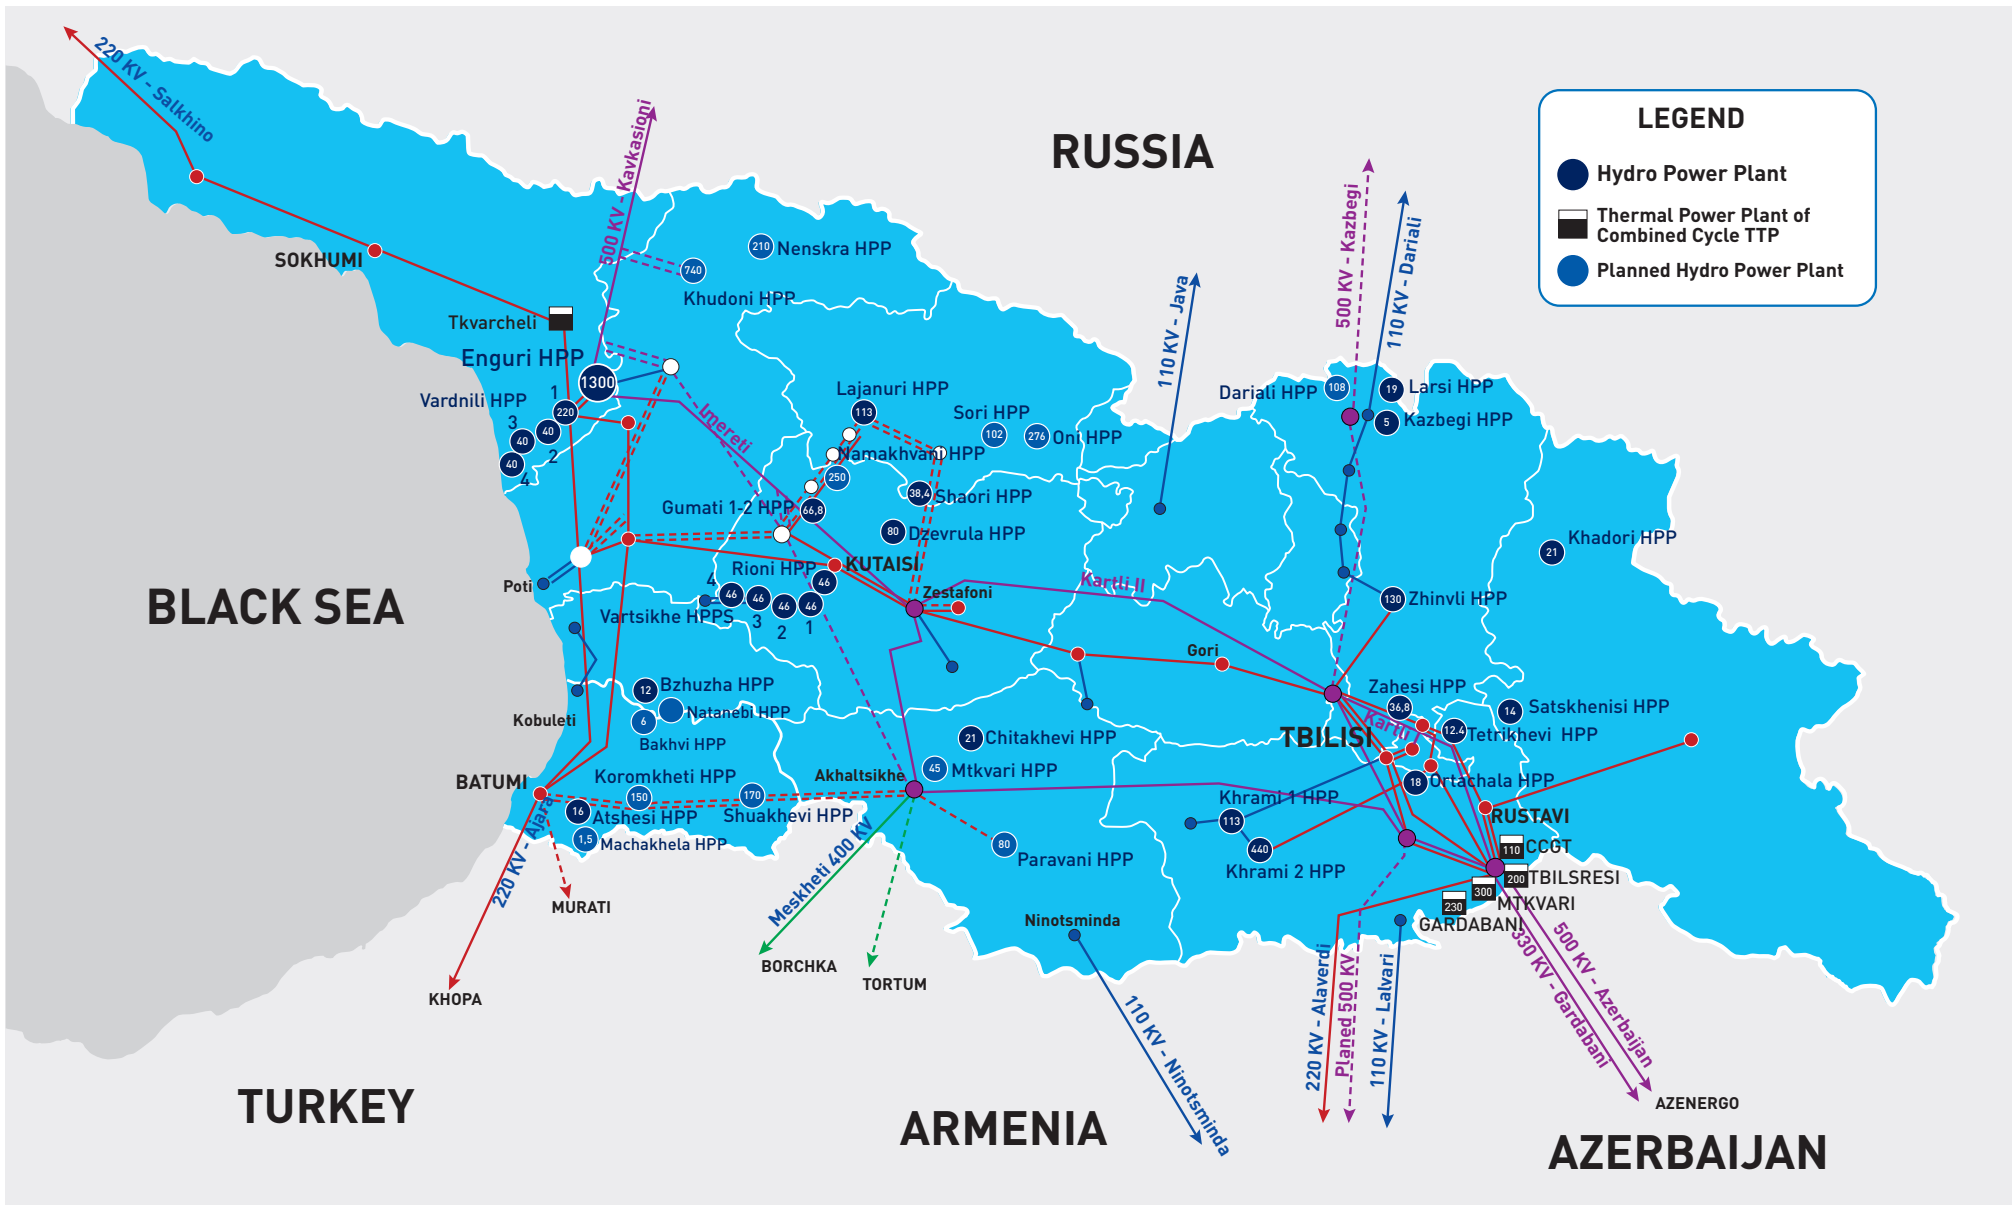 220 KV - Salkhino
500 KV - Kavkasioni
RUSSIA
LEGEND
Hydro Power Plant
Thermal Power Plant of
Combined Cycle TTP
Planned Hydro Power Plant
SOKHUMI
210
Nenskra HPP
740
Khudoni HPP
500 KV - Kazbegi
110 KV - Dariali
110 KV - Java
Tkvarcheli
Enguri HPP
1300
Vardnili HPP
1
220
3
40
40
2
40
4
Imereti
Lajanuri HPP
113
Sori HPP
102
276
Oni HPP
Namakhvani HPP
250
Dariali HPP
108
19
Larsi HPP
5
Kazbegi HPP
Gumati 1-2 HPP
66,8
38,4
Shaori HPP
80
Dzevrula HPP
21
Khadori HPP
BLACK SEA
Poti
Rioni HPP
46
KUTAISI
4
46
46
46
46
Vartsikhe HPPS
3
2
1
Zestafoni
Kartli II
130
Zhinvli HPP
Gori
12
Bzhuzha HPP
Natanebi HPP
6
Bakhvi HPP
Kobuleti
Zahesi HPP
36,8
Kartli
TBILISI
14
Satskhenisi HPP
12.4
Tetrikhevi HPP
21
Chitakhevi HPP
45
Mtkvari HPP
Akhaltsikhe
BATUMI
Koromkheti HPP
150
170
Shuakhevi HPP
16
Atshesi HPP
1,5
Machakhela HPP
18
Ortachala HPP
Khrami 1 HPP
113
440
Khrami 2 HPP
RUSTAVI
110
CCGT
200
TBILSRESI
300
MTKVARI
230
GARDABANI
80
Paravani HPP
220 KV - Ajara
MURATI
Meskheti 400 KV
Ninotsminda
BORCHKA
TORTUM
KHOPA
110 KV - Ninotsminda
220 KV - Alaverdi
Planed 500 KV
110 KV - Lalvari
330 KV - Gardabani
500 KV - Azerbaijan
AZENERGO
TURKEY
ARMENIA
AZERBAIJAN